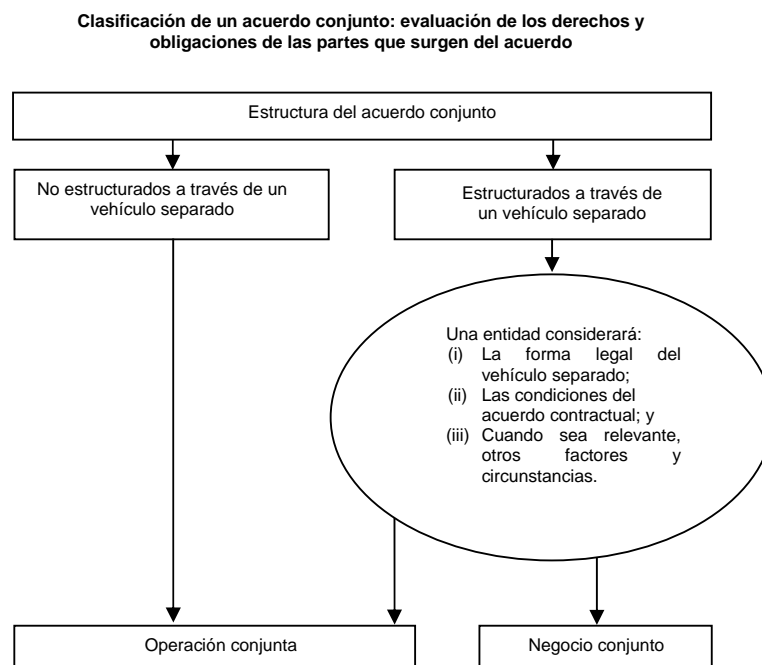 Clasificación de un acuerdo conjunto: evaluación de los derechos y
obligaciones de las partes que surgen del acuerdo
Estructura del acuerdo conjunto
No estructurados a través de un
vehículo separado
Estructurados a través de
un vehículo separado
Una entidad considerará:
(i) La forma legal del
vehículo separado;
(ii) Las condiciones del
acuerdo contractual; y
(iii) Cuando sea relevante,
otros factores y
circunstancias.
Operación conjunta
Negocio conjunto